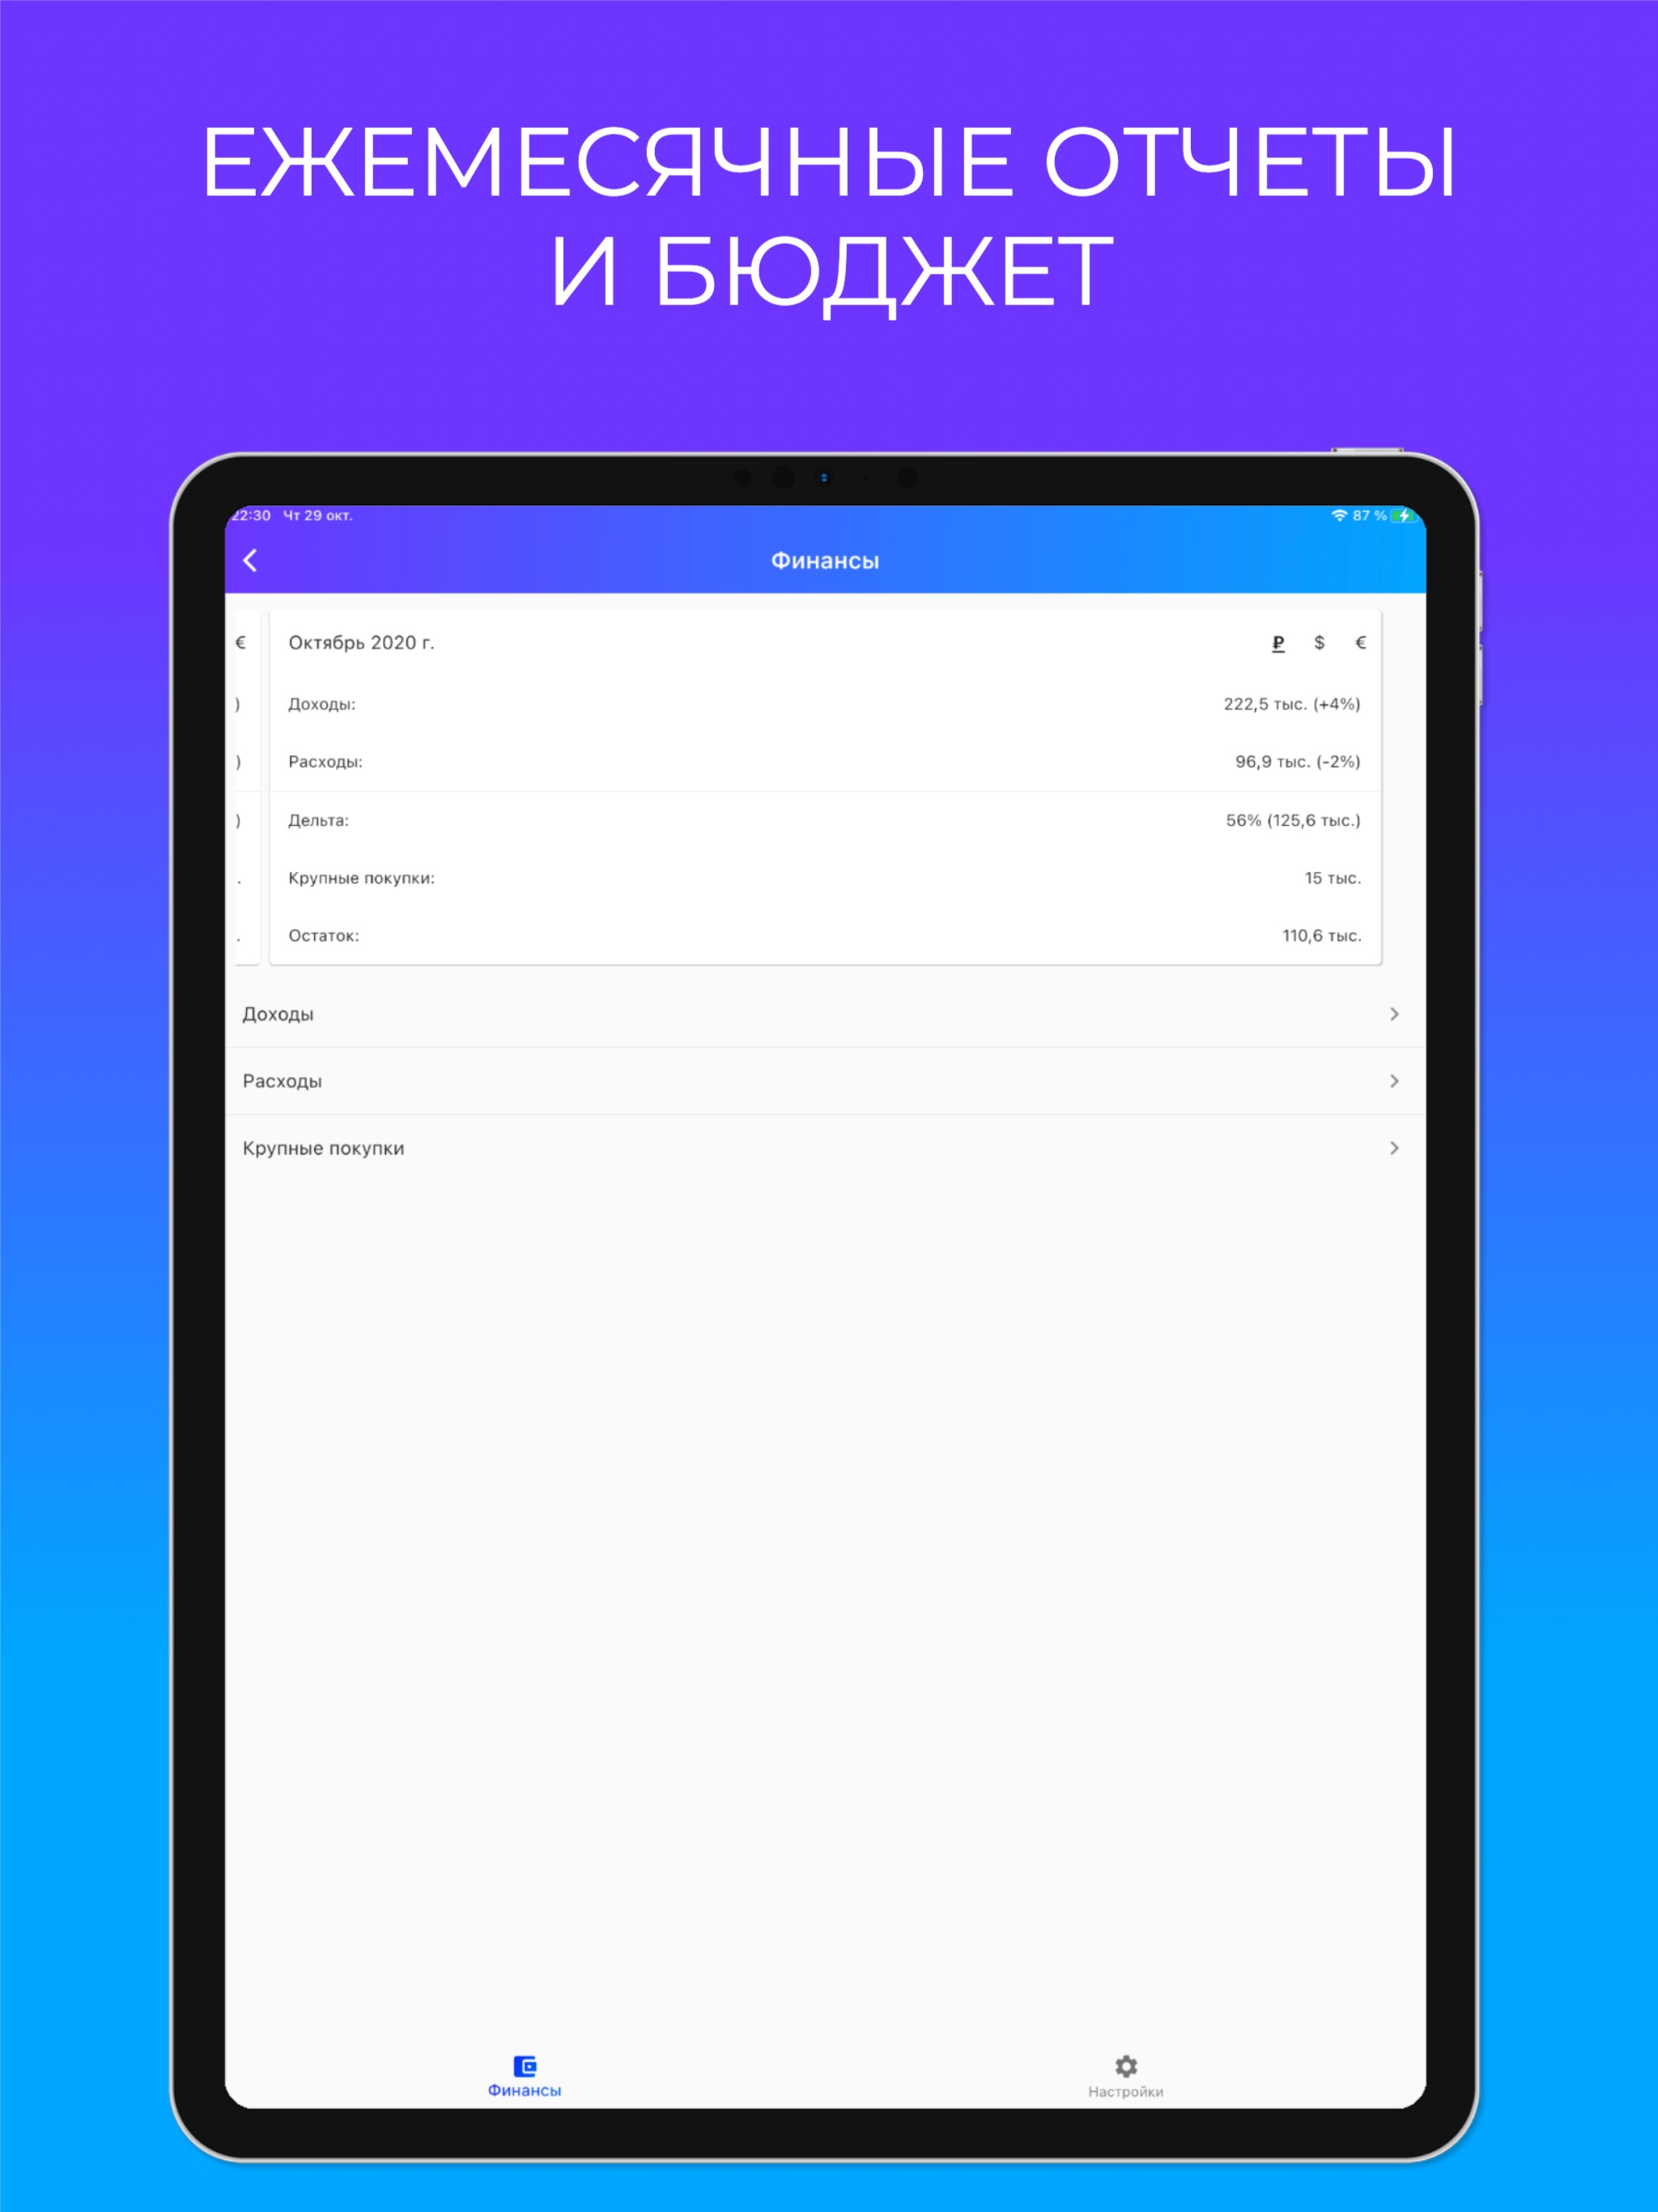 ЕЖЕМЕСЯЧНЫЕ ОТЧЕТЫ
И БЮДЖЕТ
22:30 Чт 29 окт. 87 %
Финансы
€ Октябрь 2020 г. ₽ $ €
) Доходы: 222,5 тыс. (+4%)
) Расходы: 96,9 тыс. (-2%)
) Дельта: 56% (125,6 тыс.)
. Крупные покупки: 15 тыс.
. Остаток: 110,6 тыс.
Доходы
Расходы
Крупные покупки
Финансы Настройки